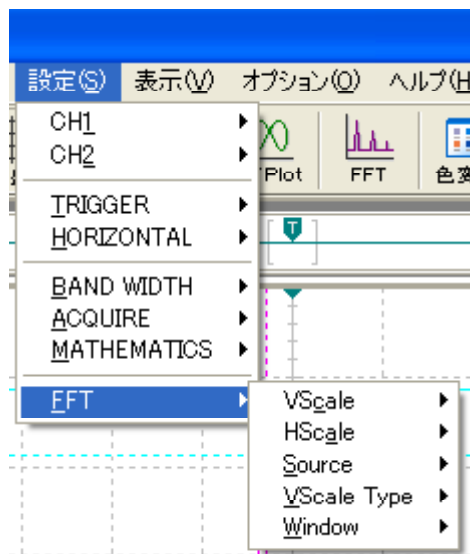 設定(S) 表示(V) オプション(O) ヘルプ(H
CH1
CH2
Plot FFT 色変
TRIGGER
HORIZONTAL
T
BAND WIDTH
ACQUIRE
MATHEMATICS
FFT
VScale
HScale
Source
VScale Type
Window